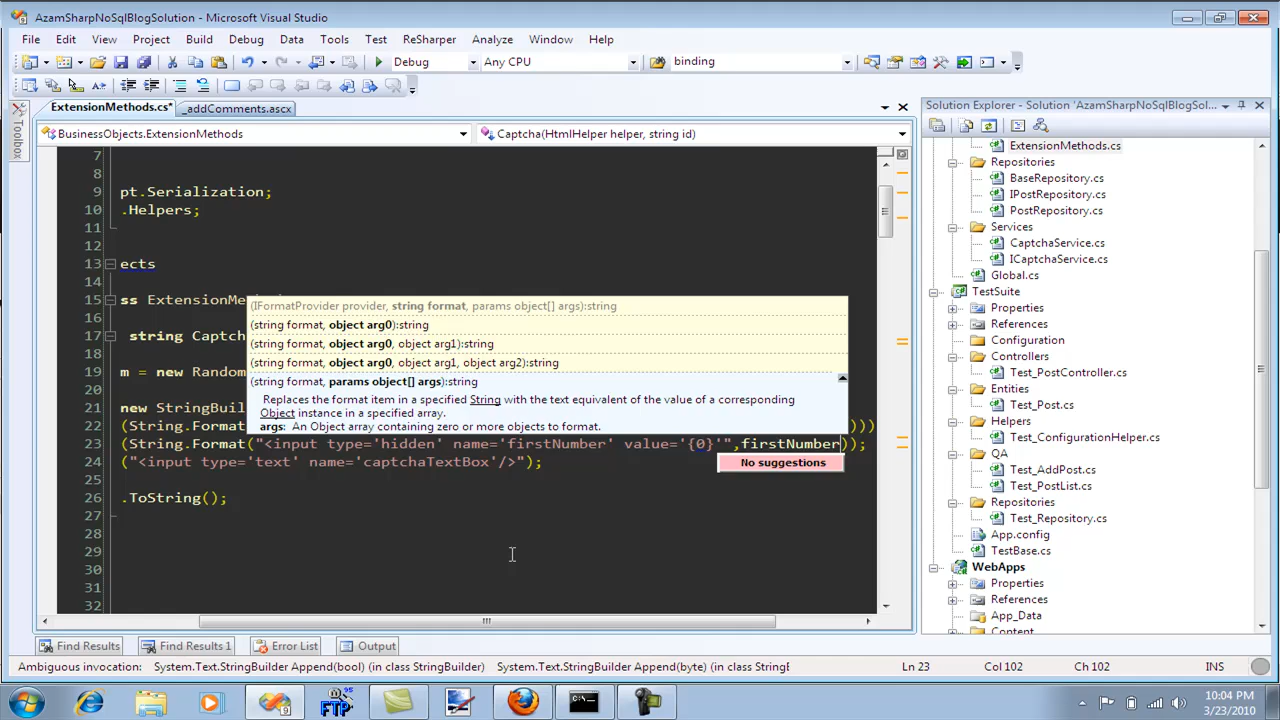 AzamSharpNoSqlBlogSolution - Microsoft Visual Studio
File Edit View Project Build Debug Data Tools Test ReSharper Analyze Window Help
Debug Any CPU binding
ExtensionMethods.cs* _addComments.ascx
BusinessObjects.ExtensionMethods Captcha(HtmlHelper helper, string id)
7
8
9 pt.Serialization;
10 .Helpers;
11
12
13 ects
14
15 ss ExtensionMe
16
17 string Captch
18
19 m = new Random
20
21 new StringBuil
22 (String.Format ))))
23 (String.Format("<input type='hidden' name='firstNumber' value='{0}'",firstNumber));
24 ("<input type='text' name='captchaTextBox'/>");
25
26 .ToString();
27
28
29
30
31
32
(IFormatProvider provider, string format, params object[] args):string
(string format, object arg0):string
(string format, object arg0, object arg1):string
(string format, object arg0, object arg1, object arg2):string
(string format, params object[] args):string
Replaces the format item in a specified String with the text equivalent of the value of a corresponding
Object instance in a specified array.
args: An Object array containing zero or more objects to format.
No suggestions
Toolbox
Solution Explorer - Solution 'AzamSharpNoSqlBlogSol...
ExtensionMethods.cs
Repositories
BaseRepository.cs
IPostRepository.cs
PostRepository.cs
Services
CaptchaService.cs
ICaptchaService.cs
Global.cs
TestSuite
Properties
References
Configuration
Controllers
Test_PostController.cs
Entities
Test_Post.cs
Helpers
Test_ConfigurationHelper.cs
QA
Test_AddPost.cs
Test_PostList.cs
Repositories
Test_Repository.cs
App.config
TestBase.cs
WebApps
Properties
References
App_Data
Content
Find Results Find Results 1 Error List Output
Ambiguous invocation: System.Text.StringBuilder Append(bool) (in class StringBuilder) System.Text.StringBuilder Append(byte) (in class StringB
Ln 23 Col 102 Ch 102 INS
FTP
10:04 PM
3/23/2010